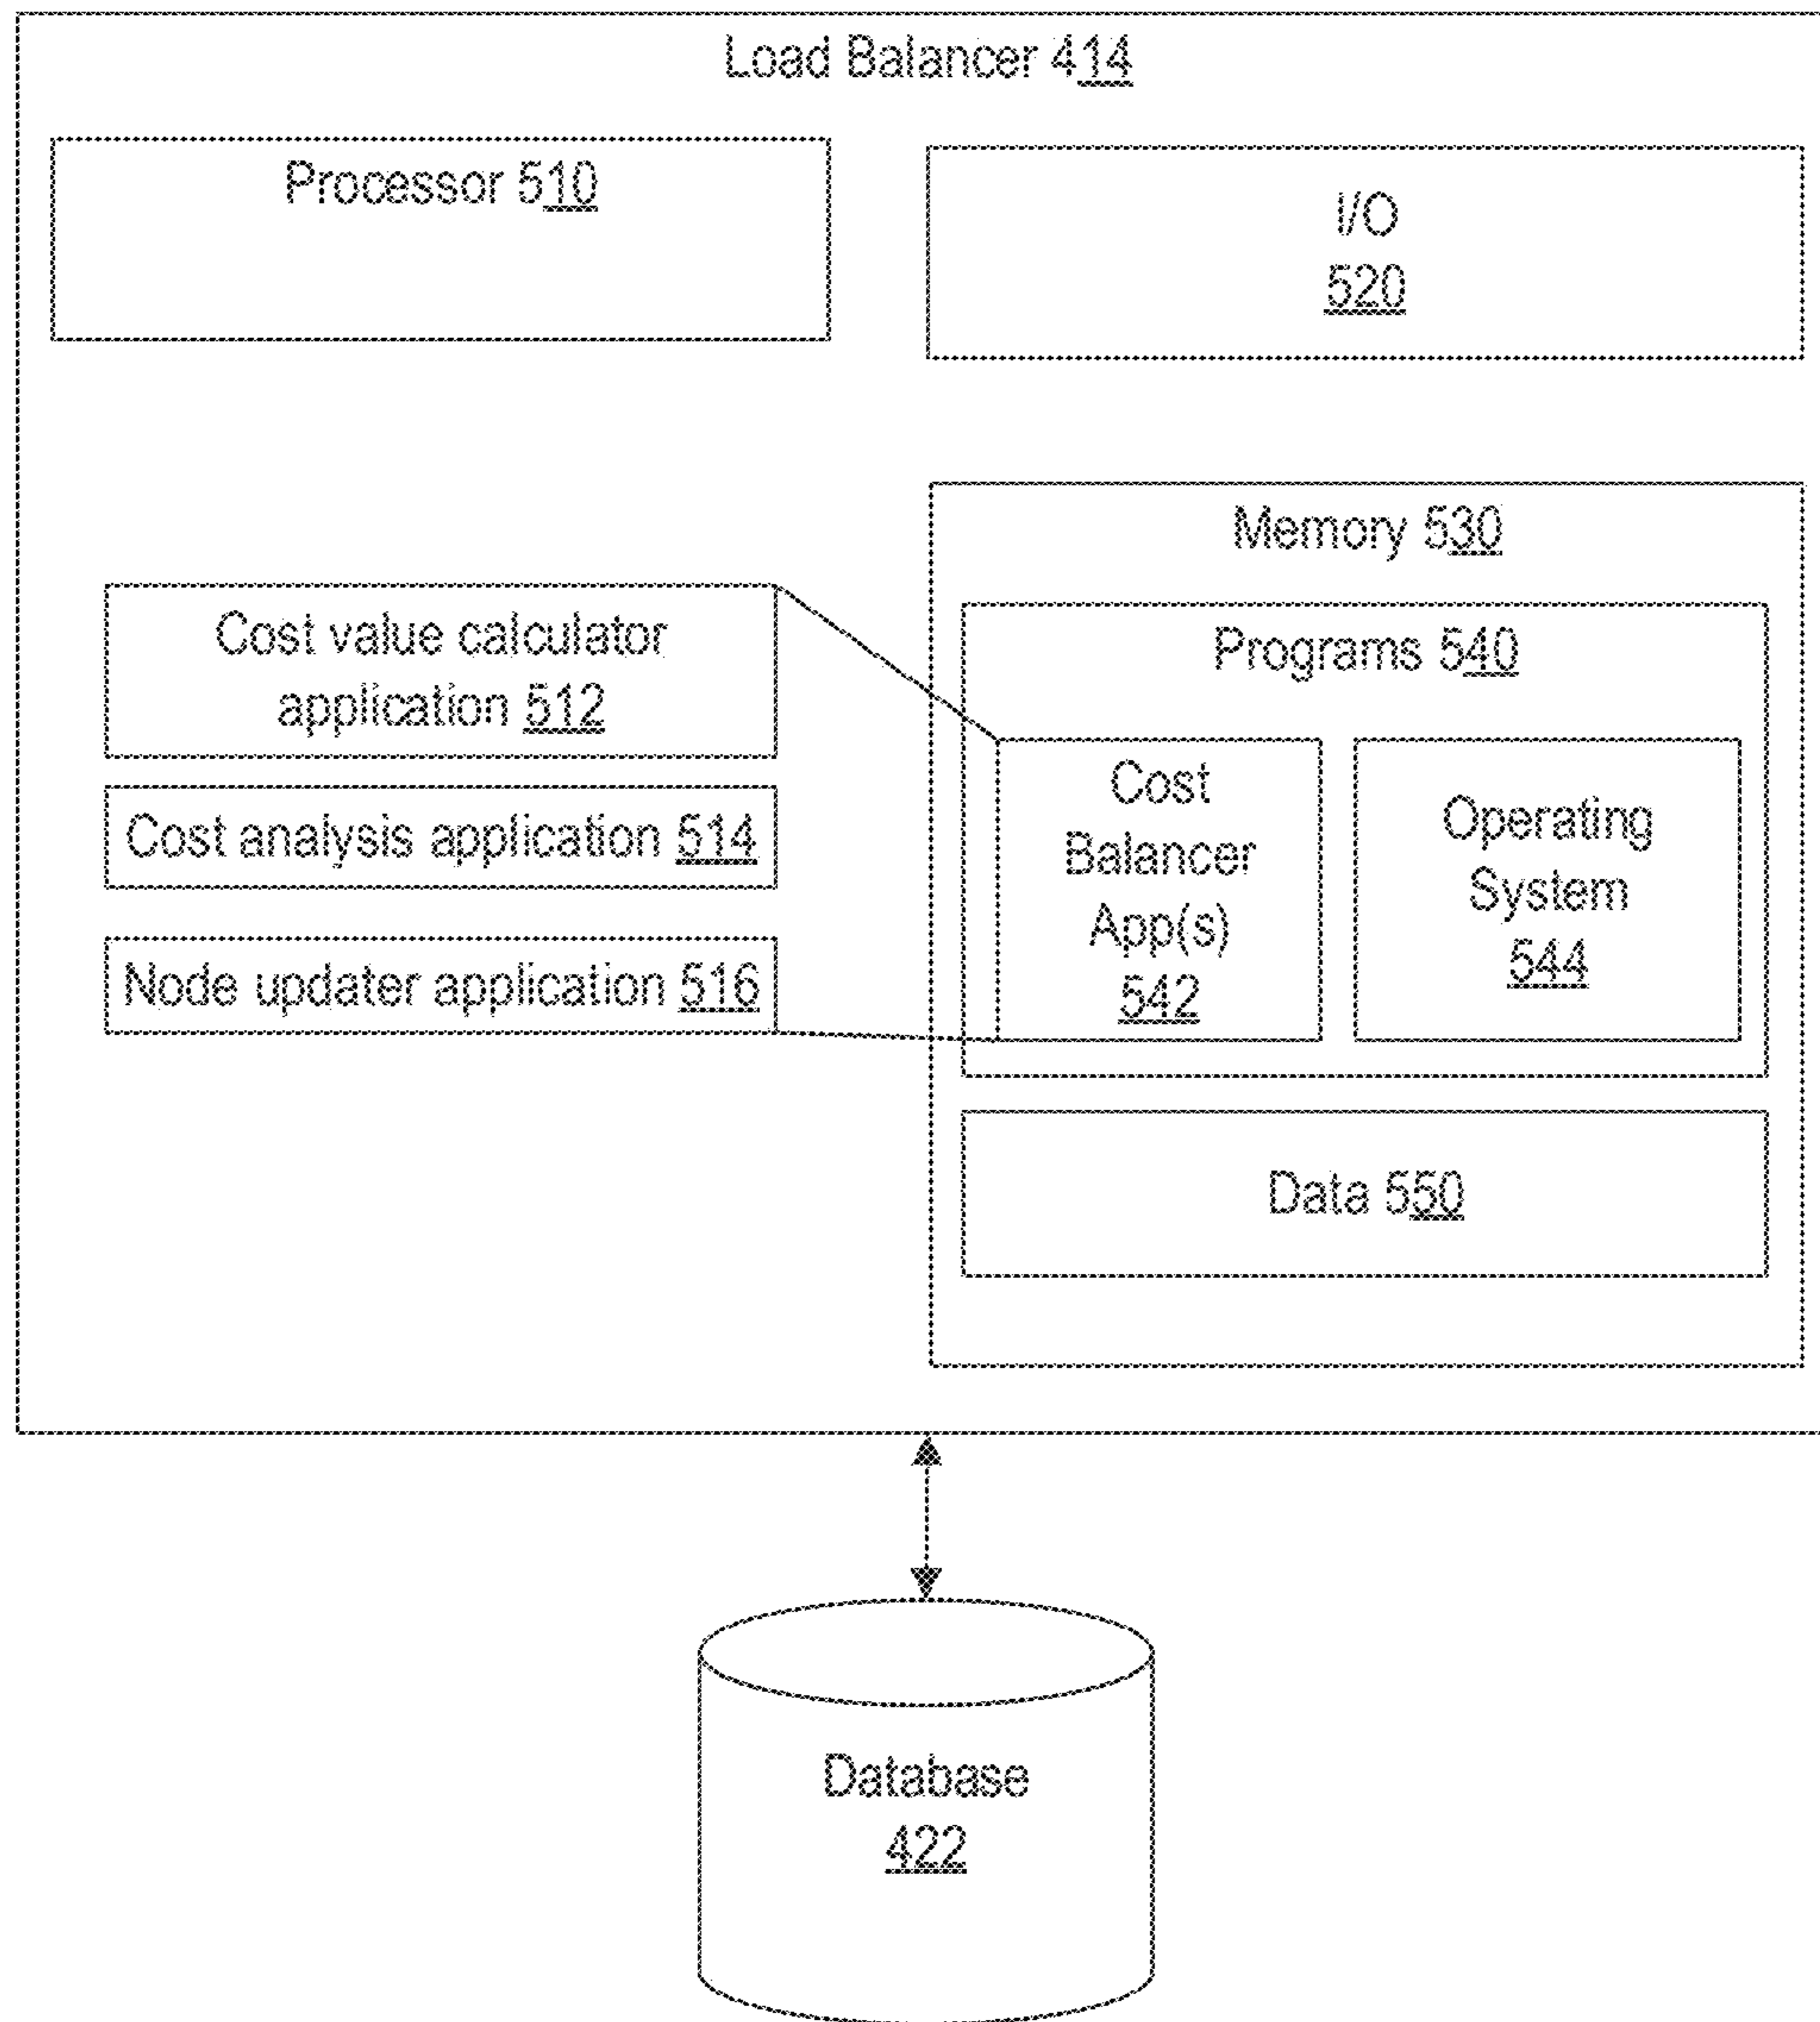 Load Balancer 414
Processor 510
I/O
520
Memory 530
Programs 540
Cost value calculator
application 512
Cost analysis application 514
Node updater application 516
Cost
Balancer
App(s)
542
Operating
System
544
Data 550
Database
422